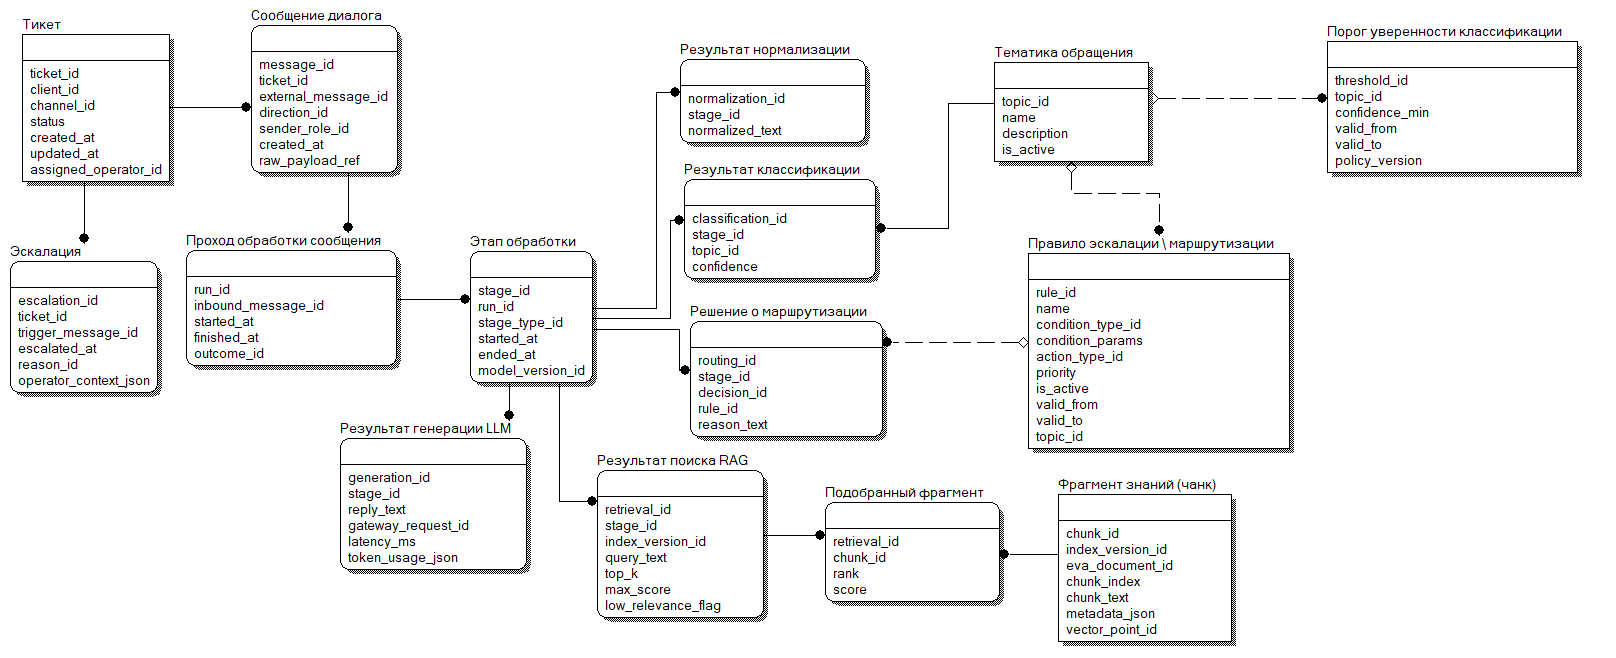 Тикет
ticket_id
client_id
channel_id
status
created_at
updated_at
assigned_operator_id
Сообщение диалога
message_id
ticket_id
external_message_id
direction_id
sender_role_id
created_at
raw_payload_ref
Результат нормализации
normalization_id
stage_id
normalized_text
Тематика обращения
topic_id
name
description
is_active
Порог уверенности классификации
threshold_id
topic_id
confidence_min
valid_from
valid_to
policy_version
Результат классификации
classification_id
stage_id
topic_id
confidence
Эскалация
escalation_id
ticket_id
trigger_message_id
escalated_at
reason_id
operator_context_json
Проход обработки сообщения
run_id
inbound_message_id
started_at
finished_at
outcome_id
Этап обработки
stage_id
run_id
stage_type_id
started_at
ended_at
model_version_id
Решение о маршрутизации
routing_id
stage_id
decision_id
rule_id
reason_text
Правило эскалации \ маршрутизации
rule_id
name
condition_type_id
condition_params
action_type_id
priority
is_active
valid_from
valid_to
topic_id
Результат генерации LLM
generation_id
stage_id
reply_text
gateway_request_id
latency_ms
token_usage_json
Результат поиска RAG
retrieval_id
stage_id
index_version_id
query_text
top_k
max_score
low_relevance_flag
Подобранный фрагмент
retrieval_id
chunk_id
rank
score
Фрагмент знаний (чанк)
chunk_id
index_version_id
eva_document_id
chunk_index
chunk_text
metadata_json
vector_point_id